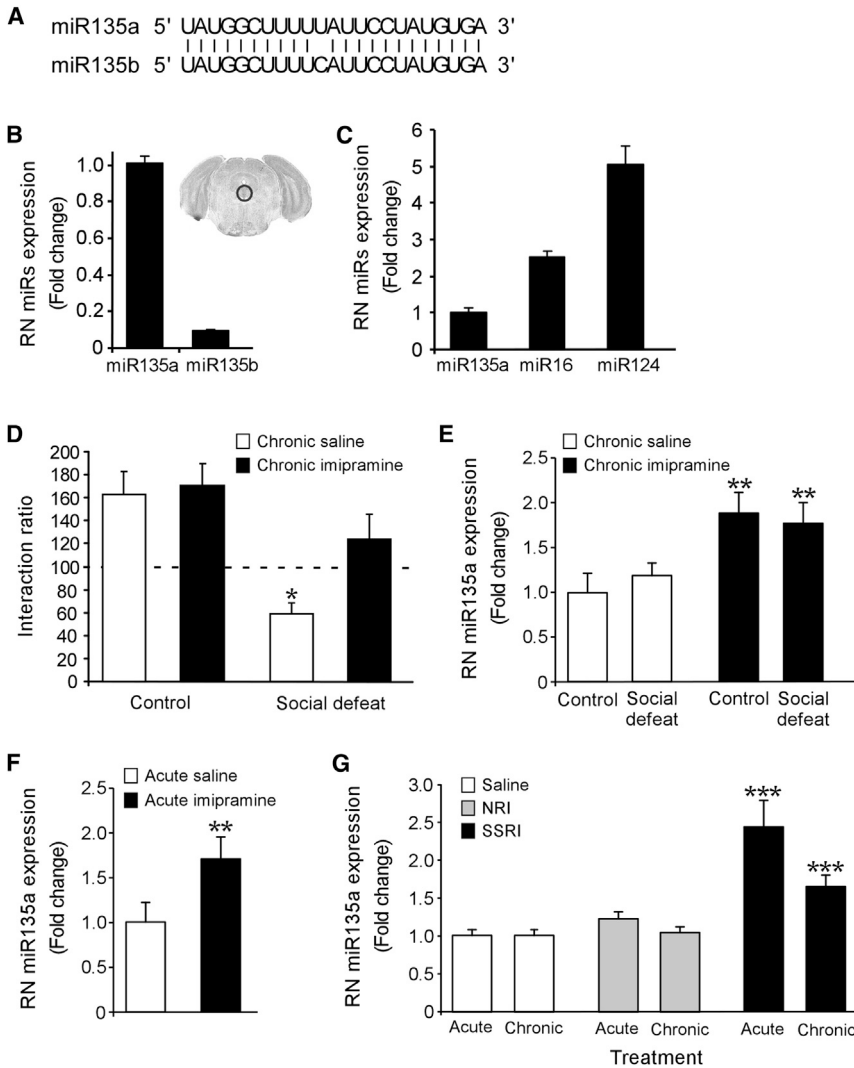 A
miR135a 5' UAUGGCUUUUUAUUCCUAUGUGA 3'
miR135b 5' UAUGGCUUUUCAUUCCUAUGUGA 3'
B
RN miRs expression
(Fold change)
1.0
0.8
0.6
0.4
0.2
0
miR135a miR135b
C
RN miRs expression
(Fold change)
6
5
4
3
2
1
0
miR135a miR16 miR124
D
Chronic saline
Chronic imipramine
Interaction ratio
200
180
160
140
120
100
80
60
40
20
0
*
Control Social defeat
E
Chronic saline
Chronic imipramine
RN miR135a expression
(Fold change)
2.5
2.0
1.5
1.0
0.5
0
** **
Control Social Control Social
defeat defeat
F
Acute saline
Acute imipramine
RN miR135a expression
(Fold change)
2.5
2.0
1.5
1.0
0.5
0
**
G
Saline
NRI
SSRI
RN miR135a expression
(Fold change)
3.0
2.5
2.0
1.5
1.0
0.5
0
*** ***
Acute Chronic Acute Chronic Acute Chronic
Treatment